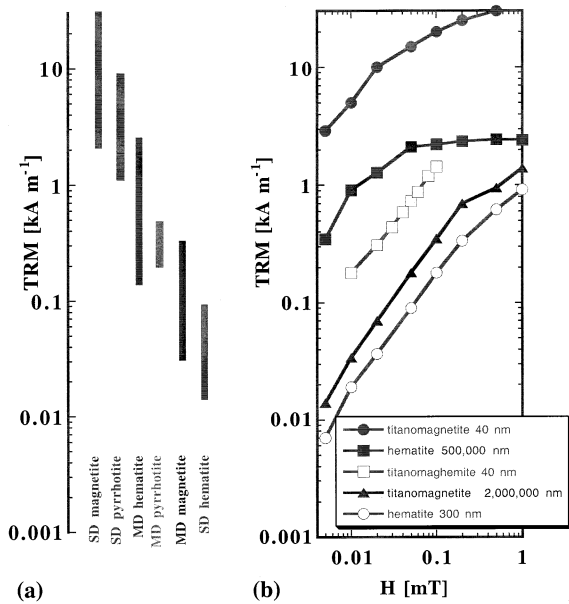 10
1
0.1
0.01
0.001
TRM [kA m-1]
SD magnetite
SD pyrrhotite
MD hematite
MD pyrrhotite
MD magnetite
SD hematite
(a)
10
1
0.1
0.01
0.001
TRM [kA m-1]
titanomagnetite 40 nm
hematite 500,000 nm
titanomaghemite 40 nm
titanomagnetite 2,000,000 nm
hematite 300 nm
0.01 0.1 1
H [mT]
(b)